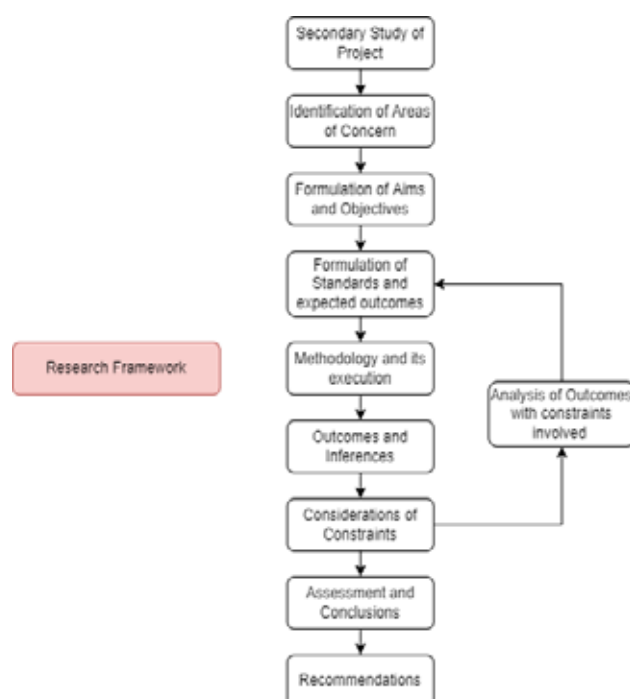 Secondary Study of
Project
Identification of Areas
of Concern
Formulation of Aims
and Objectives
Formulation of
Standards and
expected outcomes
Research Framework
Methodology and its
execution
Analysis of Outcomes
with constraints
involved
Outcomes and
Inferences
Considerations of
Constraints
Assessment and
Conclusions
Recommendations